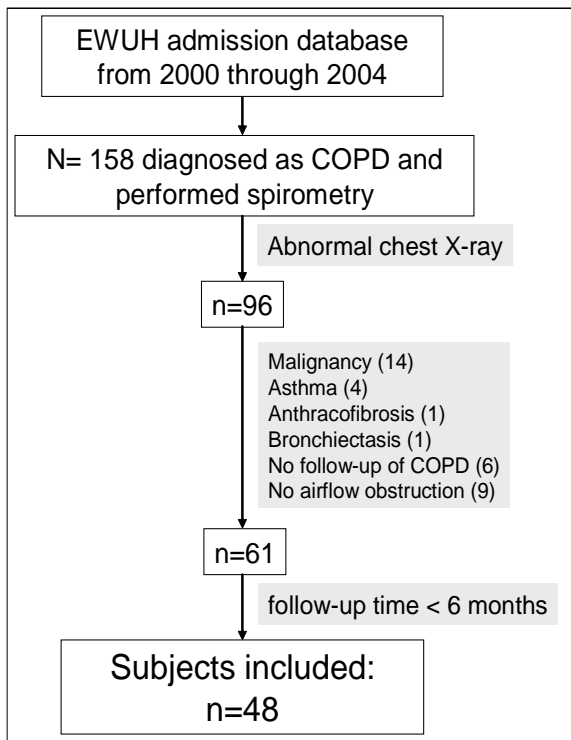 EWUH admission database
from 2000 through 2004
N= 158 diagnosed as COPD and
performed spirometry
Abnormal chest X-ray
n=96
Malignancy (14)
Asthma (4)
Anthracofibrosis (1)
Bronchiectasis (1)
No follow-up of COPD (6)
No airflow obstruction (9)
n=61
follow-up time < 6 months
Subjects included:
n=48